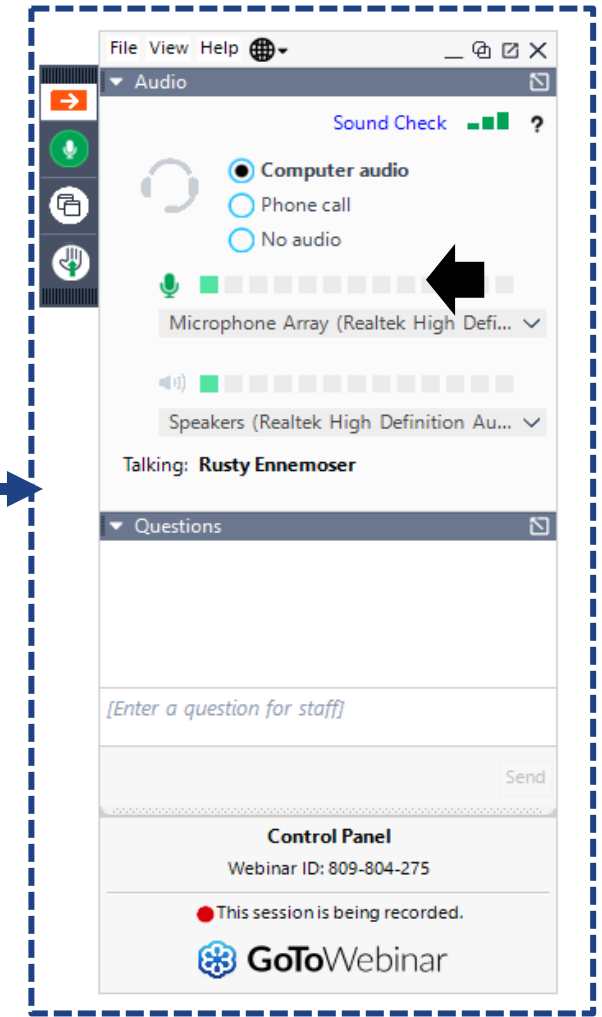 File View Help
Audio
Sound Check ?
Computer audio
Phone call
No audio
Microphone Array (Realtek High Defi...
Speakers (Realtek High Definition Au...
Talking: Rusty Ennemoser
Questions
[Enter a question for staff]
Send
Control Panel
Webinar ID: 809-804-275
This session is being recorded.
GoToWebinar